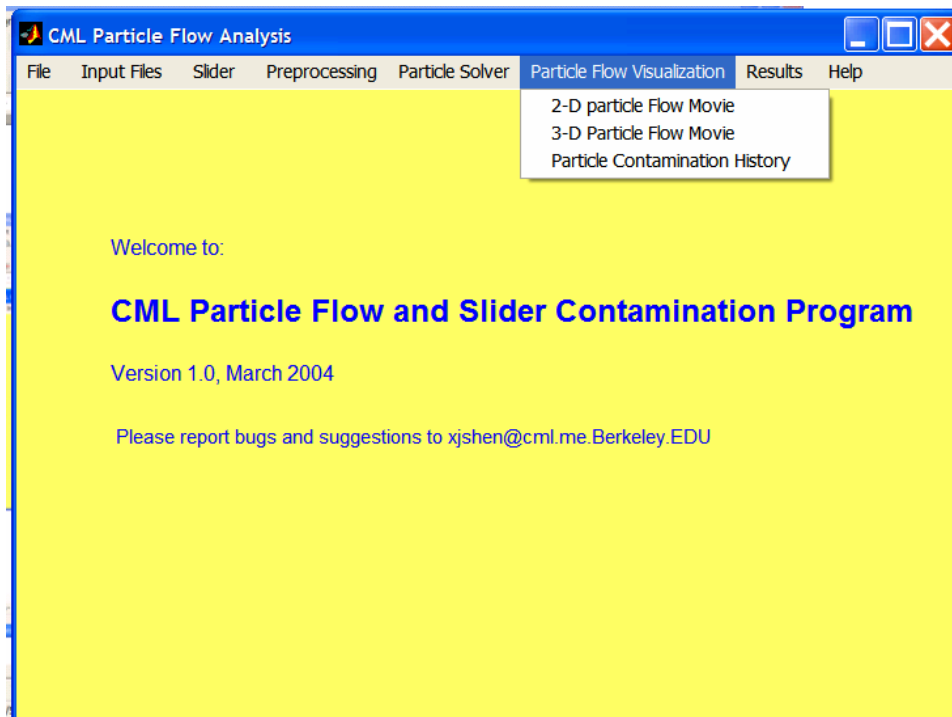 CML Particle Flow Analysis
File Input Files Slider Preprocessing Particle Solver Particle Flow Visualization Results Help
2-D particle Flow Movie
3-D Particle Flow Movie
Particle Contamination History
Welcome to:
CML Particle Flow and Slider Contamination Program
Version 1.0, March 2004
Please report bugs and suggestions to xjshen@cml.me.Berkeley.EDU